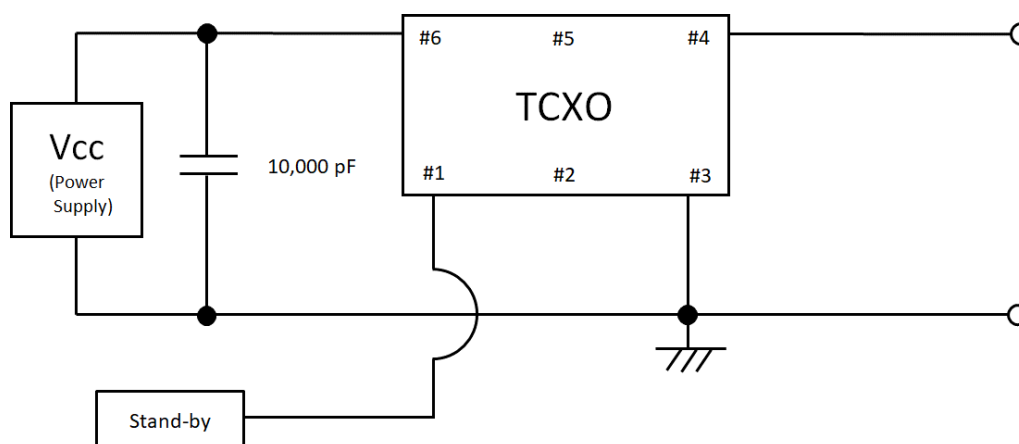 #6 #5 #4
TCXO
Vcc
(Power
Supply)
10,000 pF
#1 #2 #3
Stand-by